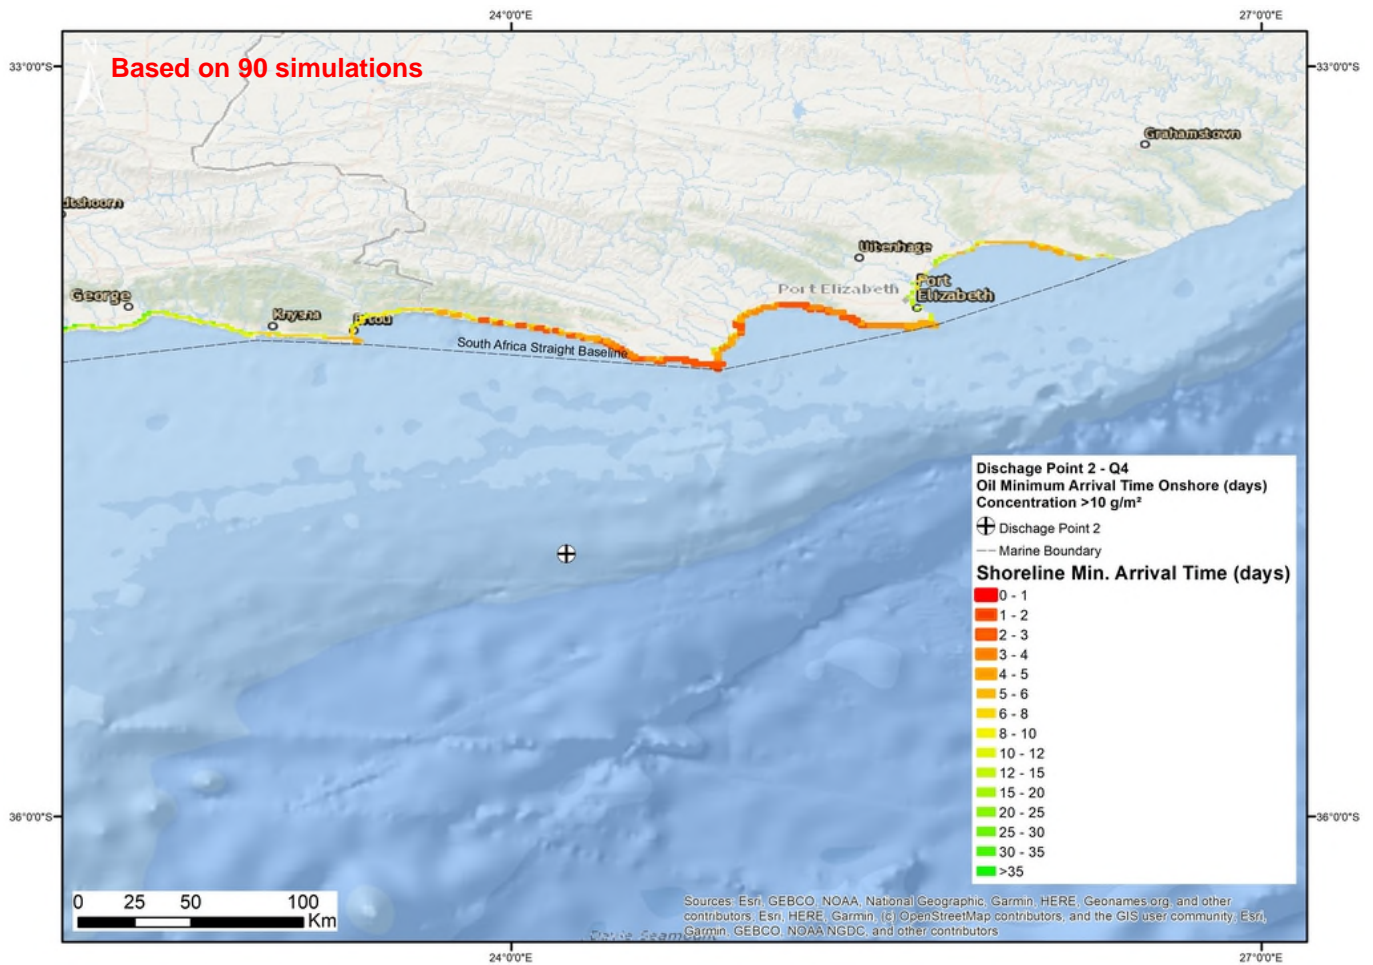 24°0'0"E
27°0'0"E
33°0'0"S
33°0'0"S
N
Based on 90 simulations
Grahamstown
dtshoorn
Uitenhage
Port Elizabeth
Port
Elizabeth
George
Knysna
South Africa Straight Baseline
Dischage Point 2 - Q4
Oil Minimum Arrival Time Onshore (days)
Concentration >10 g/m²
Dischage Point 2
Marine Boundary
Shoreline Min. Arrival Time (days)
0 - 1
1 - 2
2 - 3
3 - 4
4 - 5
5 - 6
6 - 8
8 - 10
10 - 12
12 - 15
15 - 20
20 - 25
25 - 30
30 - 35
>35
36°0'0"S
36°0'0"S
0 25 50 100
Km
Sources: Esri, GEBCO, NOAA, National Geographic, Garmin, HERE, Geonames.org, and other
contributors, Esri, HERE, Garmin, (c) OpenStreetMap contributors, and the GIS user community; Esri,
Garmin, GEBCO, NOAA NGDC, and other contributors
Davie Seamount
24°0'0"E
27°0'0"E